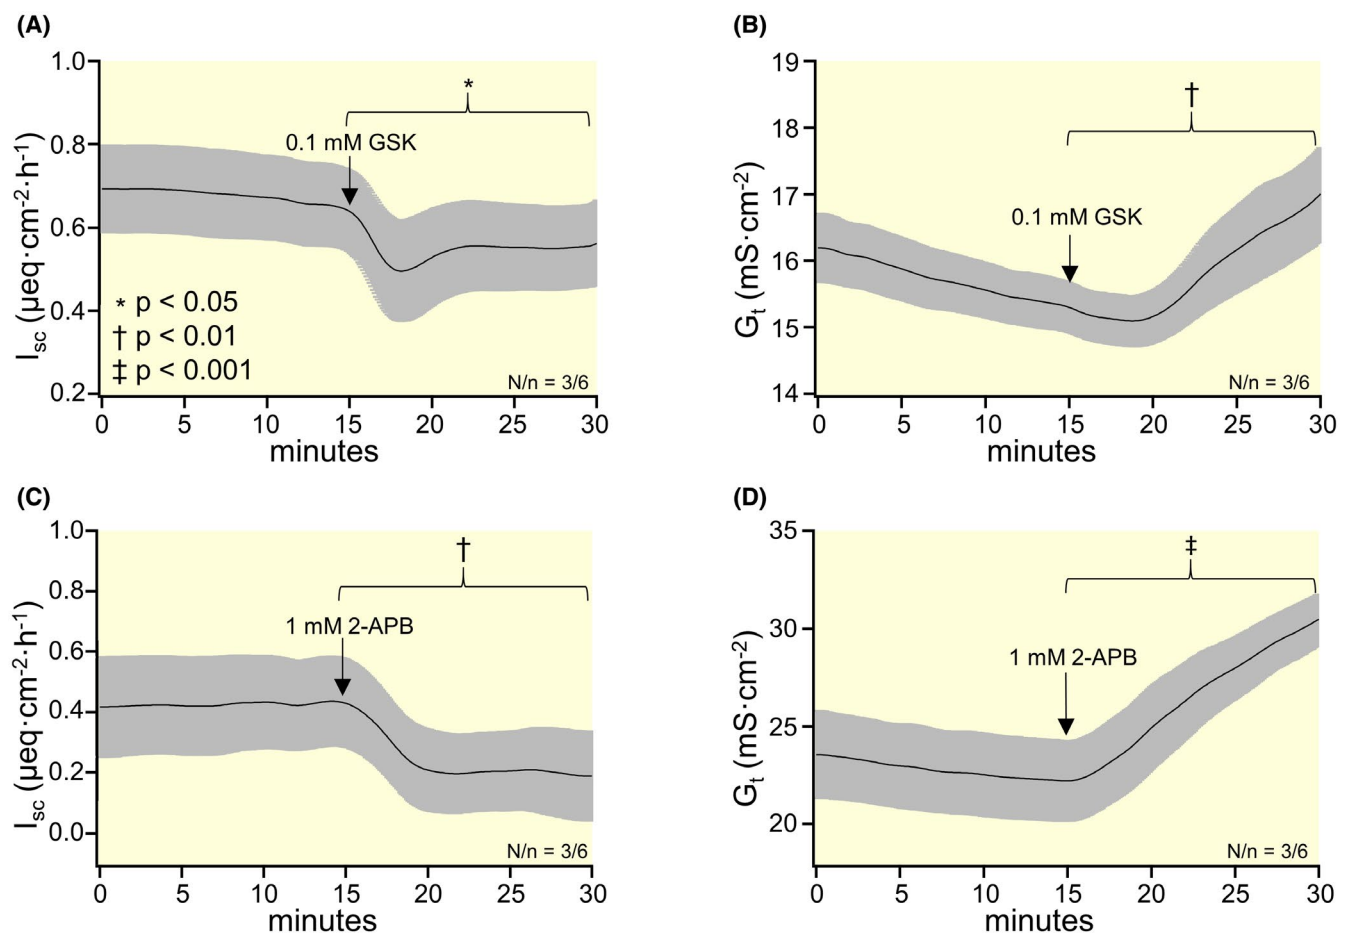 (A)
I_sc (µeq·cm⁻²·h⁻¹)
1.0
0.8
0.6
0.4
0.2
*
0.1 mM GSK
* p < 0.05
† p < 0.01
‡ p < 0.001
N/n = 3/6
0 5 10 15 20 25 30
minutes
(B)
G_t (mS·cm⁻²)
19
18
17
16
15
14
†
0.1 mM GSK
N/n = 3/6
0 5 10 15 20 25 30
minutes
(C)
I_sc (µeq·cm⁻²·h⁻¹)
1.0
0.8
0.6
0.4
0.2
0.0
†
1 mM 2-APB
N/n = 3/6
0 5 10 15 20 25 30
minutes
(D)
G_t (mS·cm⁻²)
35
30
25
20
‡
1 mM 2-APB
N/n = 3/6
0 5 10 15 20 25 30
minutes